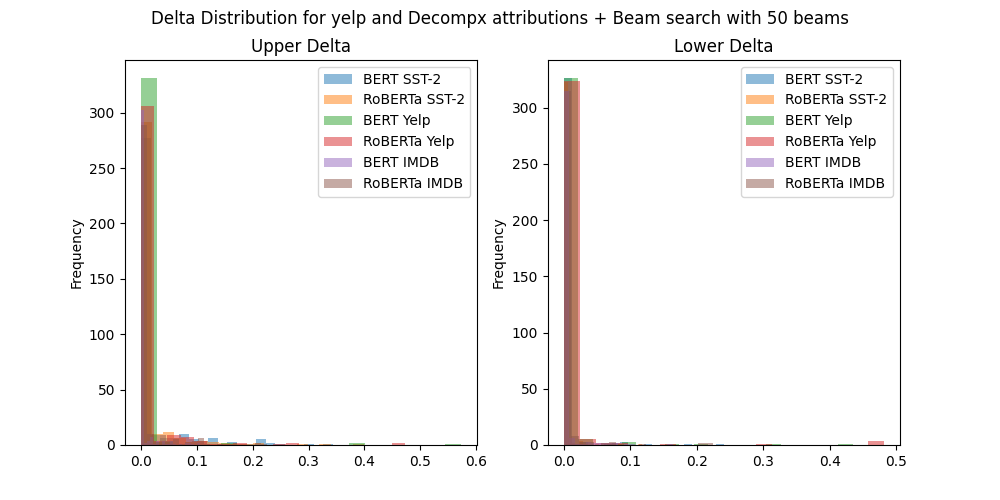 Delta Distribution for yelp and Decompx attributions + Beam search with 50 beams
Upper Delta
Frequency
300
250
200
150
100
50
0
0.0 0.1 0.2 0.3 0.4 0.5 0.6
BERT SST-2
RoBERTa SST-2
BERT Yelp
RoBERTa Yelp
BERT IMDB
RoBERTa IMDB
Lower Delta
Frequency
300
250
200
150
100
50
0
0.0 0.1 0.2 0.3 0.4 0.5
BERT SST-2
RoBERTa SST-2
BERT Yelp
RoBERTa Yelp
BERT IMDB
RoBERTa IMDB